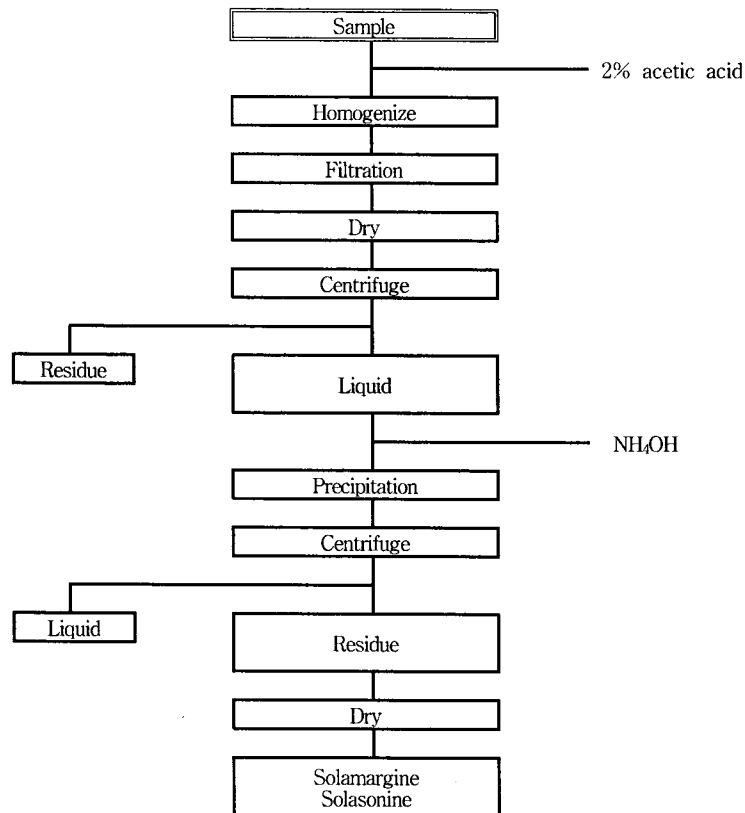 Sample
2% acetic acid
Homogenize
Filtration
Dry
Centrifuge
Residue
Liquid
NH₄OH
Precipitation
Centrifuge
Liquid
Residue
Dry
Solamargine
Solasonine